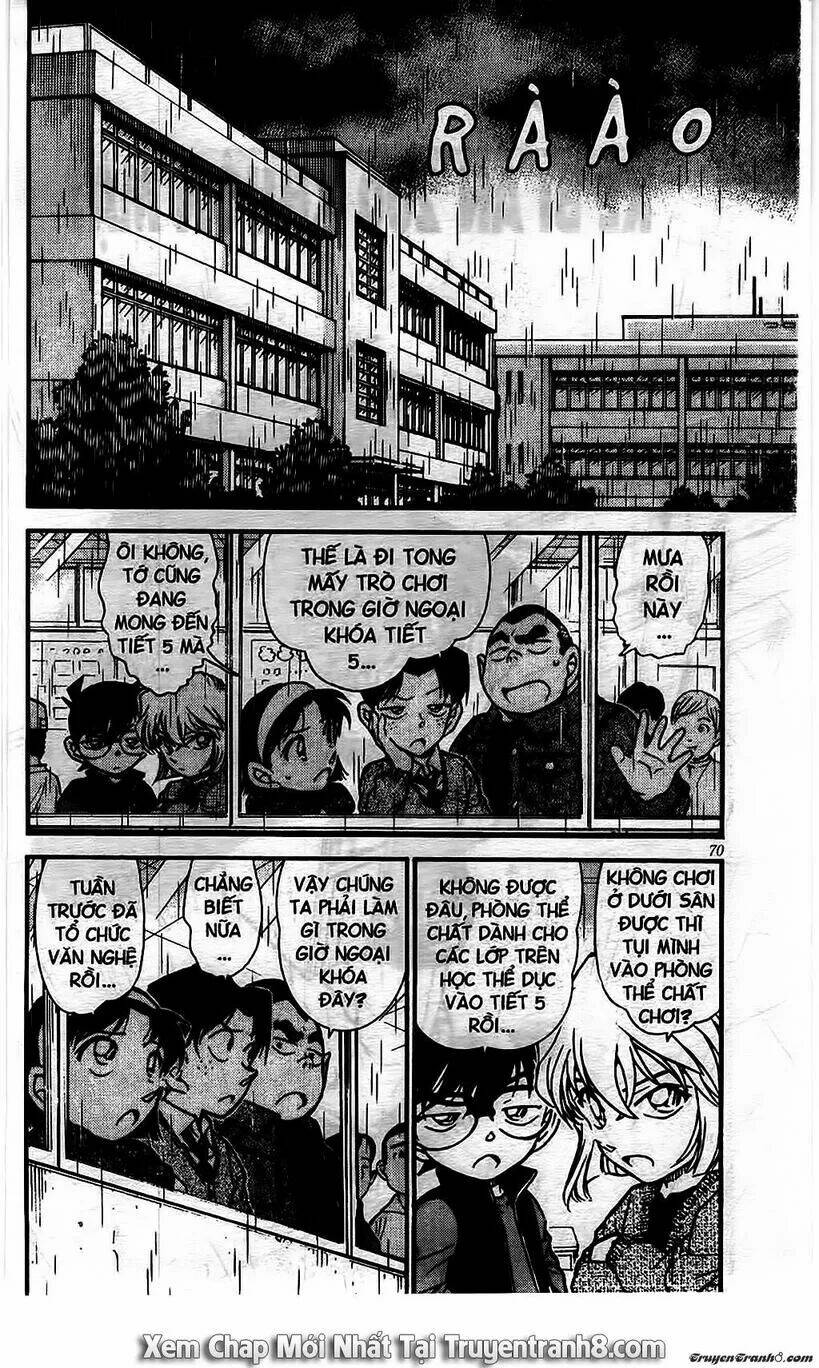 RÀÀO
MƯA
RỒI
NÀY
...
THẾ LÀ ĐI TONG
MẤY TRÒ CHƠI
TRONG GIỜ NGOẠI
KHÓA TIẾT
5...
ÔI KHÔNG,
TỚ CŨNG
ĐANG
MONG ĐẾN
TIẾT 5 MÀ
...
70
KHÔNG CHƠI
Ở DƯỚI SÂN
ĐƯỢC THÌ
TỤI MÌNH
VÀO PHÒNG
THỂ CHẤT
CHƠI?
KHÔNG ĐƯỢC
ĐÂU, PHÒNG THỂ
CHẤT DÀNH CHO
CÁC LỚP TRÊN
HỌC THỂ DỤC
VÀO TIẾT 5
RỒI...
VẬY CHÚNG
TA PHẢI LÀM
GÌ TRONG
GIỜ NGOẠI
KHÓA
ĐÂY?
CHẲNG
BIẾT
NỮA
...
TUẦN
TRƯỚC ĐÃ
TỔ CHỨC
VĂN NGHỆ
RỒI...
Xem Chap Mới Nhất Tại Truyentranh8.com
TruyenTranh8.com